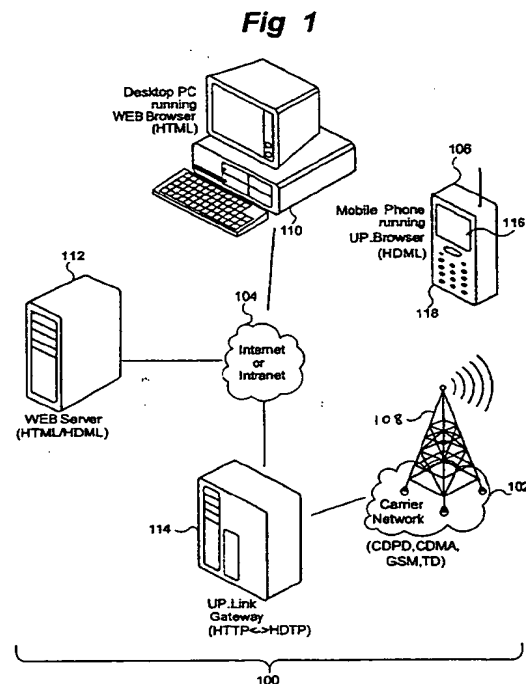 Fig 1
Desktop PC
running
WEB Browser
(HTML)
110
106
Mobile Phone
running
UP.Browser
(HDML)
116
118
112
104
Internet
or
Intranet
WEB Server
(HTML/HDML)
108
102
Carrier
Network
(CDPD,CDMA,
GSM,TD)
114
UP.Link
Gateway
(HTTP<->HDTP)
100